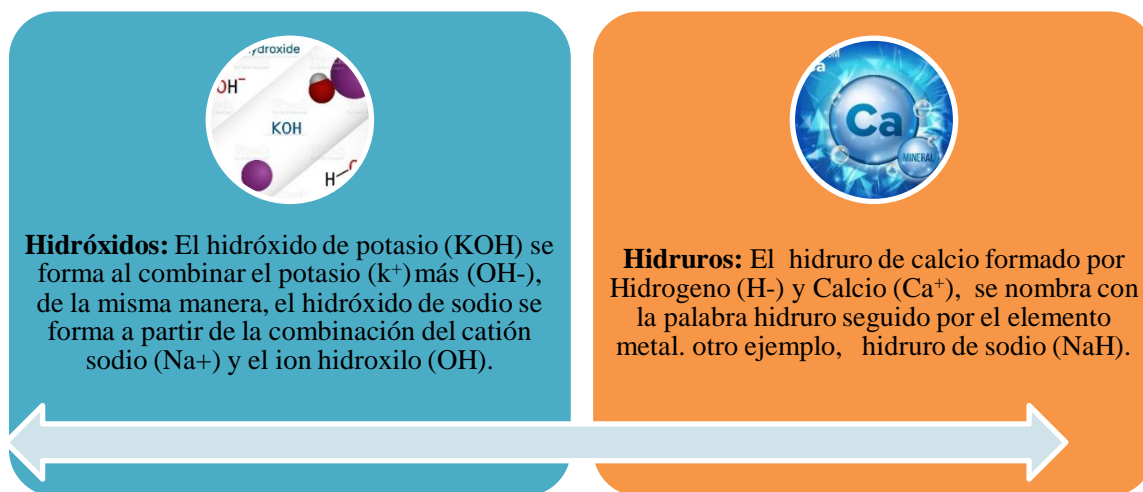 ydroxide
OH⁻
KOH
H
Ca
Ca
MINERAL
Hidróxidos: El hidróxido de potasio (KOH) se
forma al combinar el potasio (k⁺) más (OH-),
de la misma manera, el hidróxido de sodio se
forma a partir de la combinación del catión
sodio (Na+) y el ion hidroxilo (OH).
Hidruros: El hidruro de calcio formado por
Hidrogeno (H-) y Calcio (Ca⁺), se nombra con
la palabra hidruro seguido por el elemento
metal. otro ejemplo, hidruro de sodio (NaH).